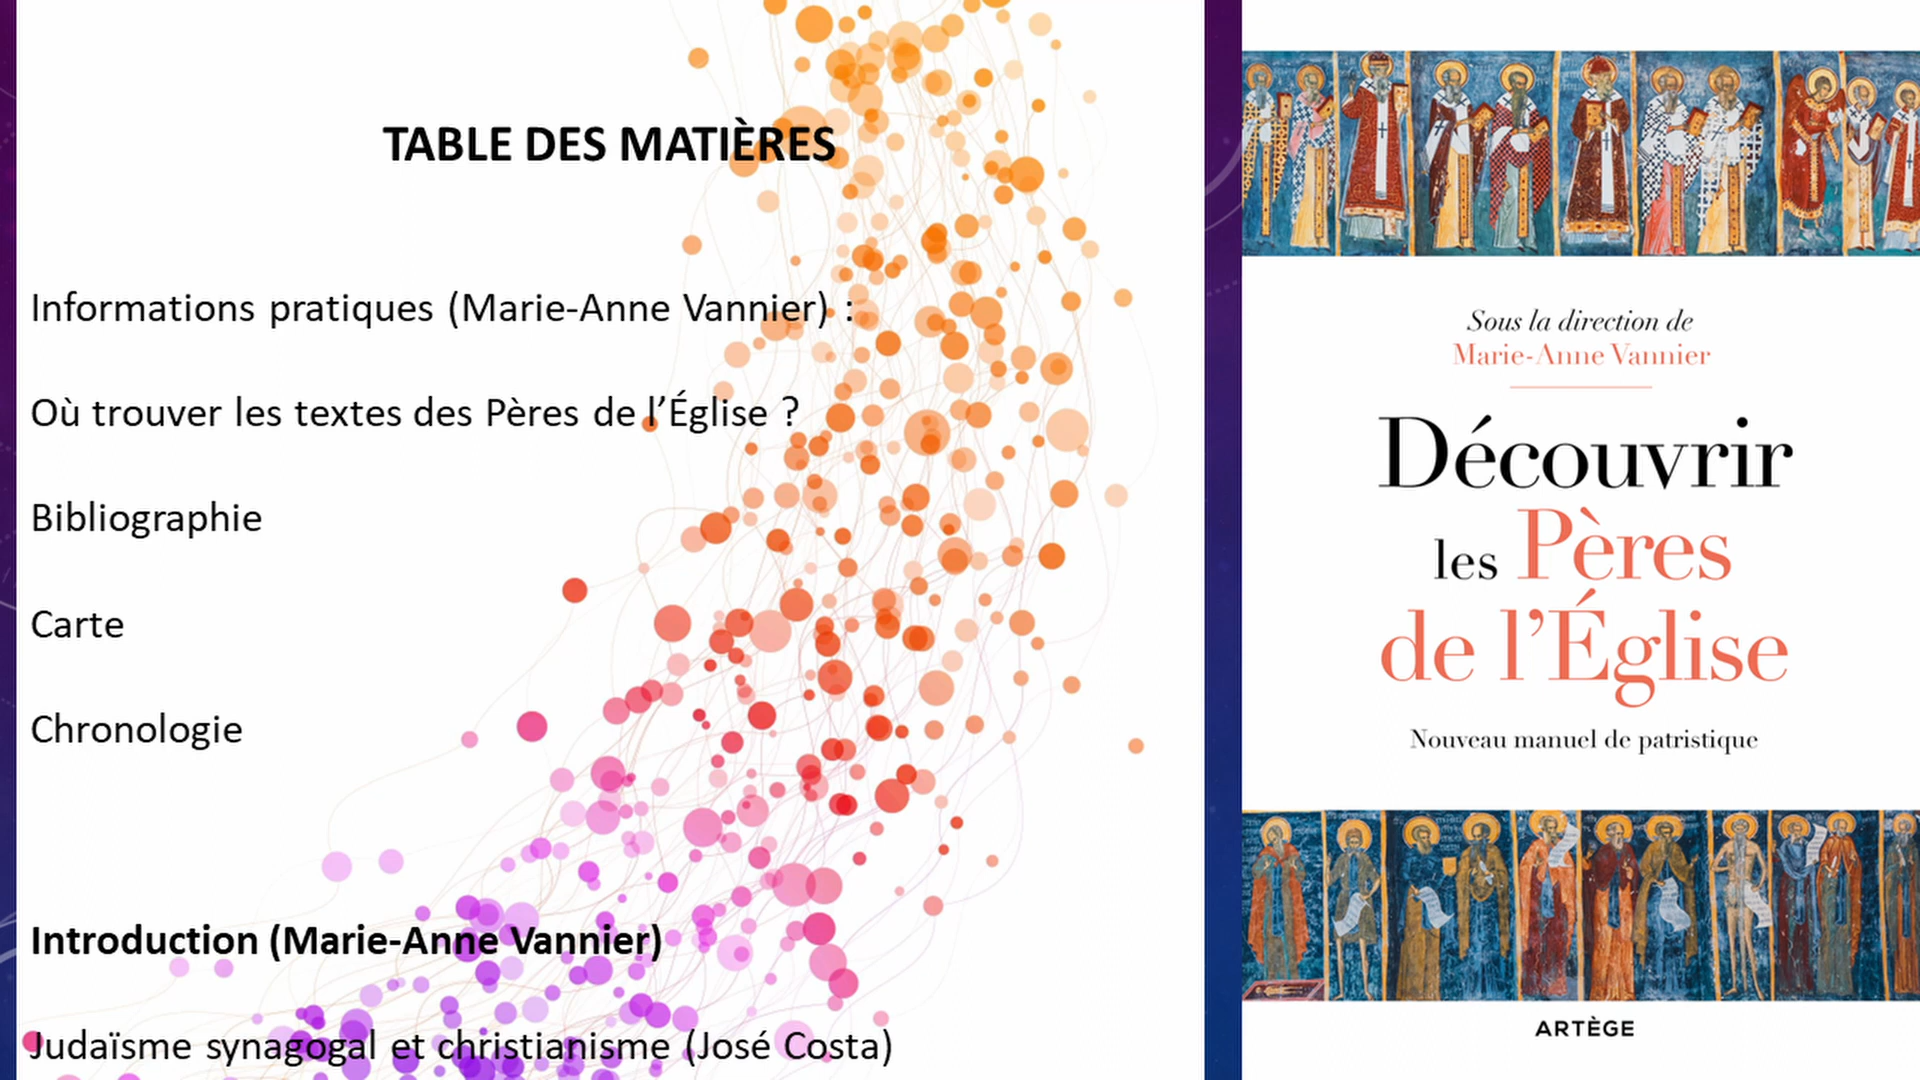 TABLE DES MATIÈRES
Informations pratiques (Marie-Anne Vannier) :
Où trouver les textes des Pères de l’Église ?
Bibliographie
Carte
Chronologie
Introduction (Marie-Anne Vannier)
Judaïsme synagogal et christianisme (José Costa)
Sous la direction de
Marie-Anne Vannier
Découvrir
les Pères
de l’Église
Nouveau manuel de patristique
ARTÈGE